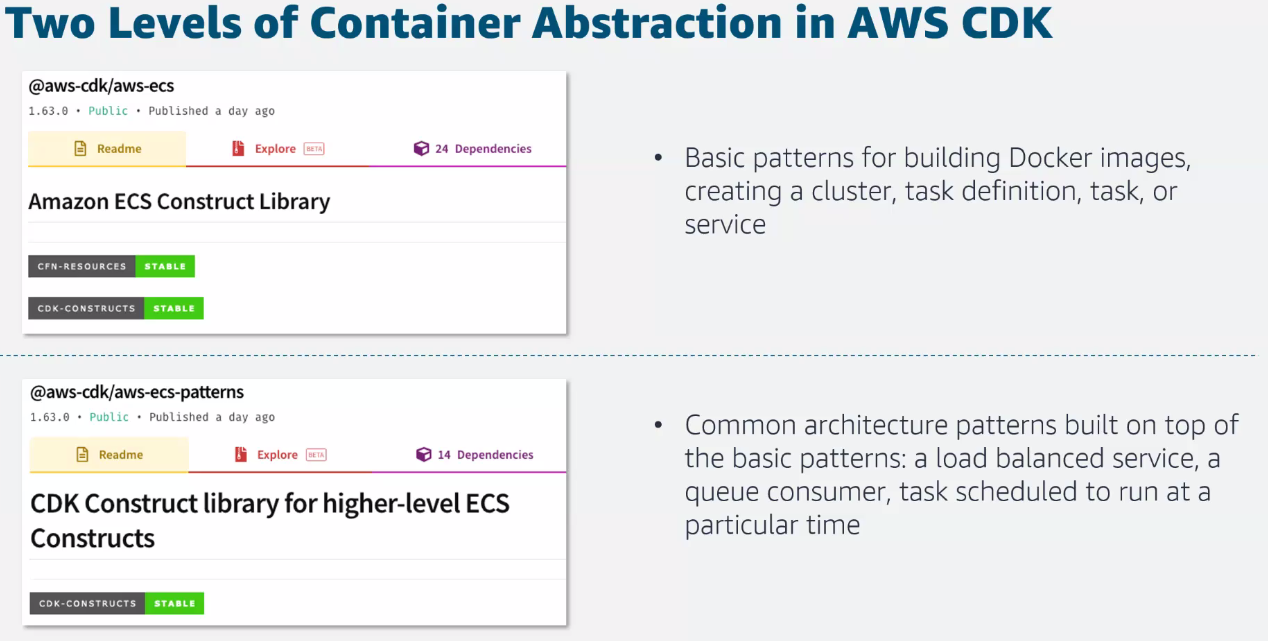 Two Levels of Container Abstraction in AWS CDK
@aws-cdk/aws-ecs
1.63.0 • Public • Published a day ago
Readme
Explore BETA
24 Dependencies
Amazon ECS Construct Library
CFN-RESOURCES STABLE
CDK-CONSTRUCTS STABLE
• Basic patterns for building Docker images,
creating a cluster, task definition, task, or
service
@aws-cdk/aws-ecs-patterns
1.63.0 • Public • Published a day ago
Readme
Explore BETA
14 Dependencies
CDK Construct library for higher-level ECS
Constructs
CDK-CONSTRUCTS STABLE
• Common architecture patterns built on top of
the basic patterns: a load balanced service, a
queue consumer, task scheduled to run at a
particular time